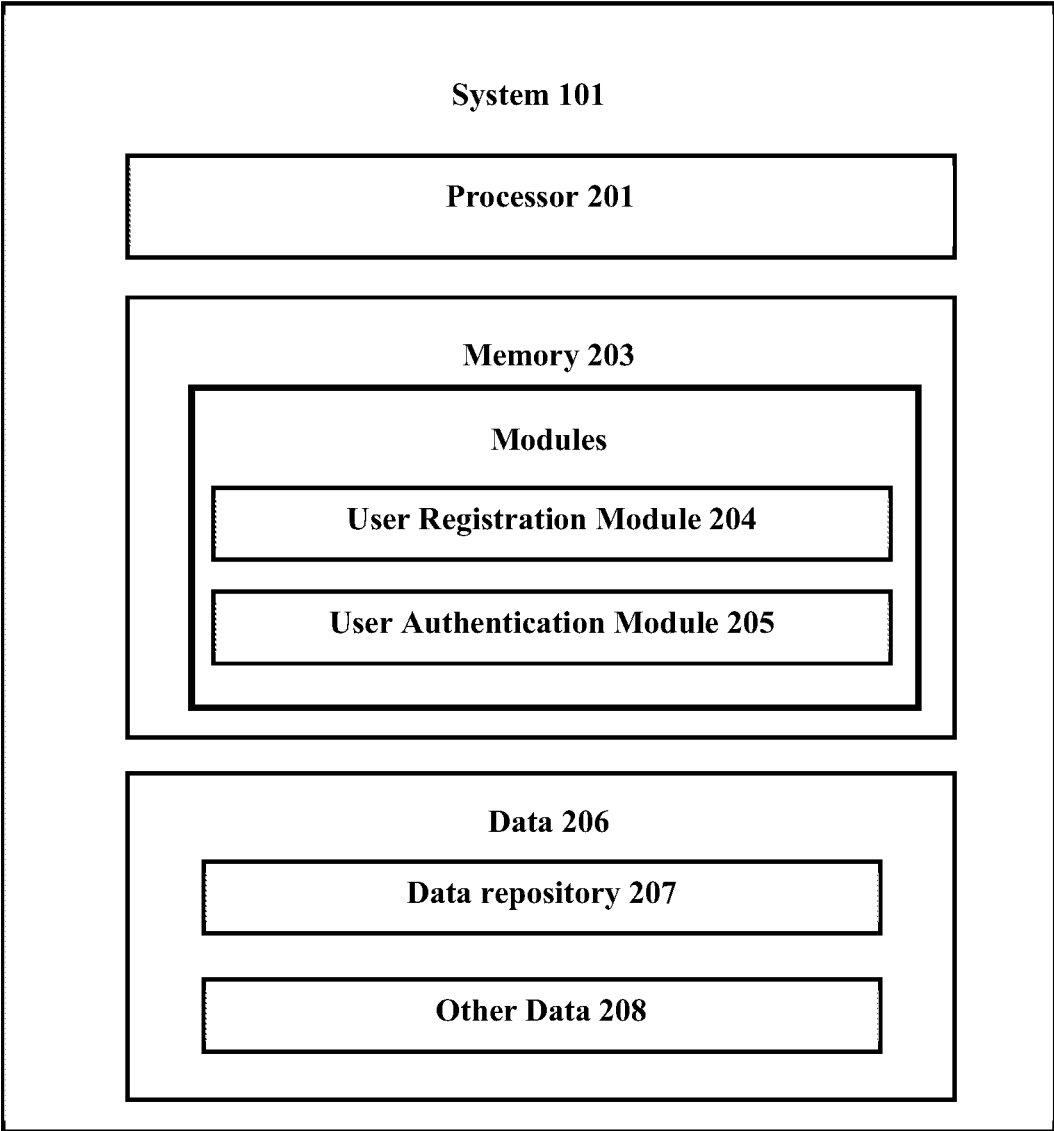 System 101
Processor 201
Memory 203
Modules
User Registration Module 204
User Authentication Module 205
Data 206
Data repository 207
Other Data 208